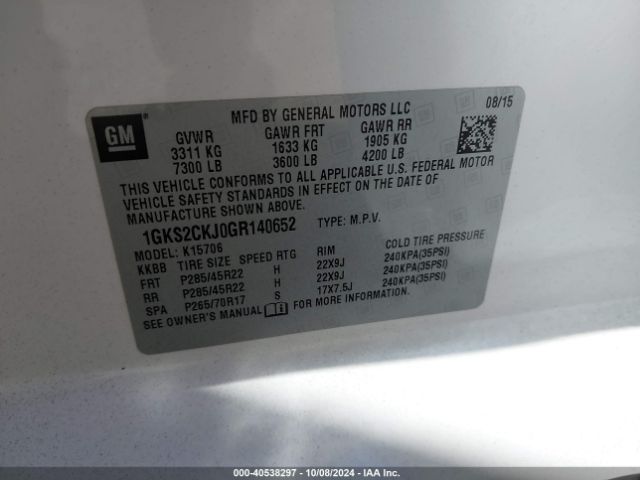 MFD BY GENERAL MOTORS LLC 08/15
GM
GVWR GAWR FRT GAWR RR
3311 KG 1633 KG 1905 KG
7300 LB 3600 LB 4200 LB
THIS VEHICLE CONFORMS TO ALL APPLICABLE U.S. FEDERAL MOTOR
VEHICLE SAFETY STANDARDS IN EFFECT ON THE DATE OF
MANUFACTURE SHOWN ABOVE.
1GKS2CKJ0GR140652 TYPE: M.P.V.
MODEL: K15706
KKBB TIRE SIZE SPEED RTG RIM COLD TIRE PRESSURE
FRT P285/45R22 H 22X9J 240KPA(35PSI)
RR P285/45R22 H 22X9J 240KPA(35PSI)
SPA P265/70R17 S 17X7.5J 240KPA(35PSI)
SEE OWNER'S MANUAL FOR MORE INFORMATION.
000-40538297 - 10/08/2024 - IAA Inc.